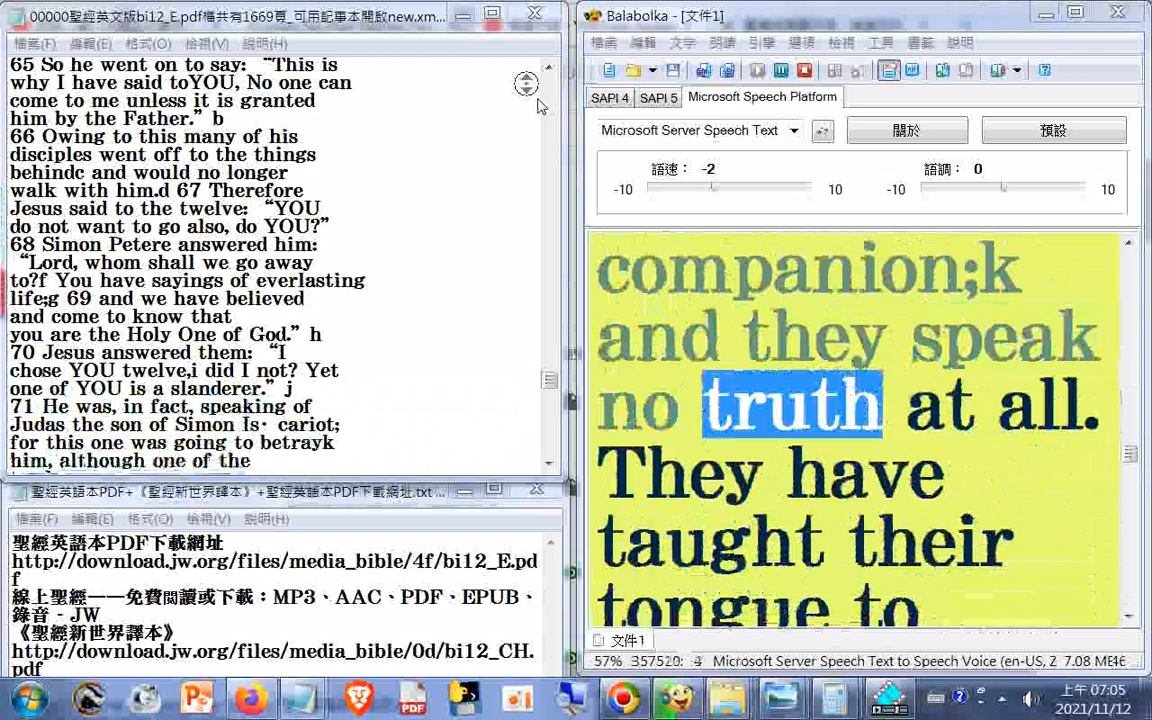 00000聖經英文版bi12_E.pdf檔共有1669頁_可用記事本開啟new.xm...
檔案(F) 編輯(E) 格式(O) 檢視(V) 說明(H)
65 So he went on to say: “This is
why I have said toYOU, No one can
come to me unless it is granted
him by the Father.” b
66 Owing to this many of his
disciples went off to the things
behindc and would no longer
walk with him.d 67 Therefore
Jesus said to the twelve: “YOU
do not want to go also, do YOU?”
68 Simon Petere answered him:
“Lord, whom shall we go away
to?f You have sayings of everlasting
life;g 69 and we have believed
and come to know that
you are the Holy One of God.” h
70 Jesus answered them: “I
chose YOU twelve,i did I not? Yet
one of YOU is a slanderer.” j
71 He was, in fact, speaking of
Judas the son of Simon Is· cariot;
for this one was going to betrayk
him, although one of the
聖經英語本PDF+《聖經新世界譯本》+聖經英語本PDF下載網址.txt ...
檔案(F) 編輯(E) 格式(O) 檢視(V) 說明(H)
聖經英語本PDF下載網址
http://download.jw.org/files/media_bible/4f/bi12_E.pd
f
線上聖經——免費閱讀或下載：MP3、AAC、PDF、EPUB、
錄音 - JW
《聖經新世界譯本》
http://download.jw.org/files/media_bible/0d/bi12_CH.
pdf
Balabolka - [文件1]
檔案 編輯 文字 朗讀 引擎 選項 檢視 工具 書籤 說明
SAPI 4 SAPI 5 Microsoft Speech Platform
Microsoft Server Speech Text 關於 預設
語速： -2 語調： 0
-10 10 -10 10
companion;k
and they speak
no truth at all.
They have
taught their
tongue to
文件1
57% 357520: 4 Microsoft Server Speech Text to Speech Voice (en-US, Z 7.08 ME
上午 07:05
2021/11/12